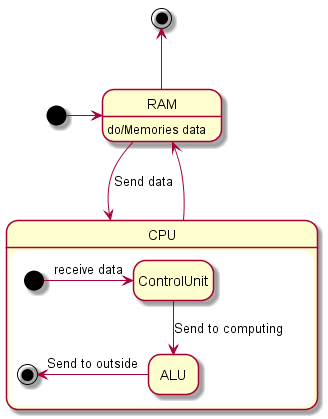 RAM
do/Memories data
Send data
CPU
receive data
ControlUnit
Send to computing
Send to outside
ALU